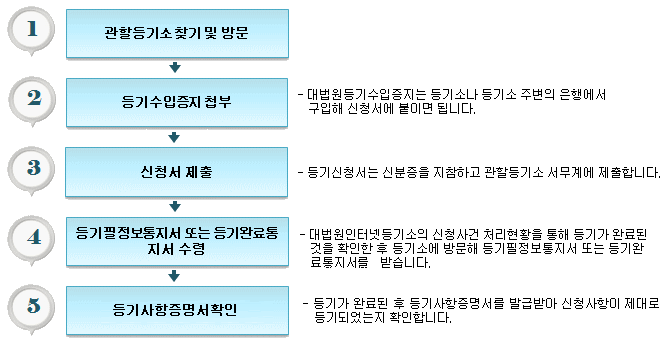 1
관할등기소 찾기 및 방문
2
등기수입증지 첩부
- 대법원등기수입증지는 등기소나 등기소 주변의 은행에서
구입해 신청서에 붙이면 됩니다.
3
신청서 제출
- 등기신청서는 신분증을 지참하고 관할등기소 서무계에 제출합니다.
4
등기필정보통지서 또는 등기완료통
지서 수령
- 대법원인터넷등기소의 신청사건 처리현황을 통해 등기가 완료된
것을 확인한 후 등기소에 방문해 등기필정보통지서 또는 등기완
료통지서를 받습니다.
5
등기사항증명서확인
- 등기가 완료된 후 등기사항증명서를 발급받아 신청사항이 제대로
등기되었는지 확인합니다.